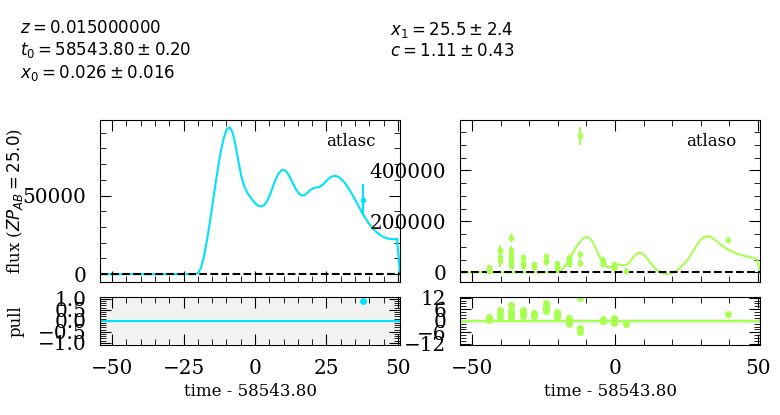 z = 0.015000000
t₀ = 58543.80 ± 0.20
x₀ = 0.026 ± 0.016
x₁ = 25.5 ± 2.4
c = 1.11 ± 0.43
flux (ZP_AB = 25.0)
atlasc
50000
0
atlaso
400000
200000
0
pull
1.0
0.5
0.0
−0.5
−1.0
12
6
0
−6
−12
−50 −25 0 25 50
−50 0 50
time - 58543.80
time - 58543.80